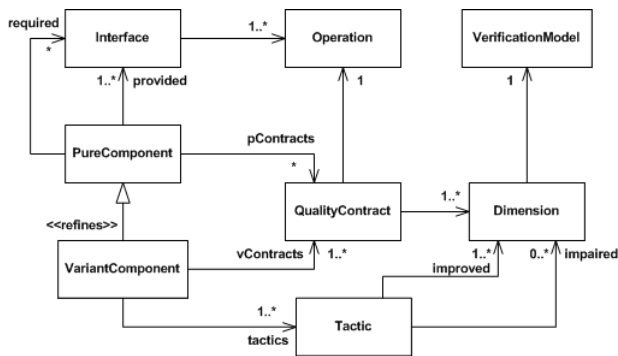 required
*
Interface
1..*
Operation
VerificationModel
1..*
provided
1
1
PureComponent
pContracts
*
QualityContract
1..*
Dimension
<<refines>>
VariantComponent
vContracts
1..*
1..*
improved
0..*
impaired
1..*
tactics
Tactic